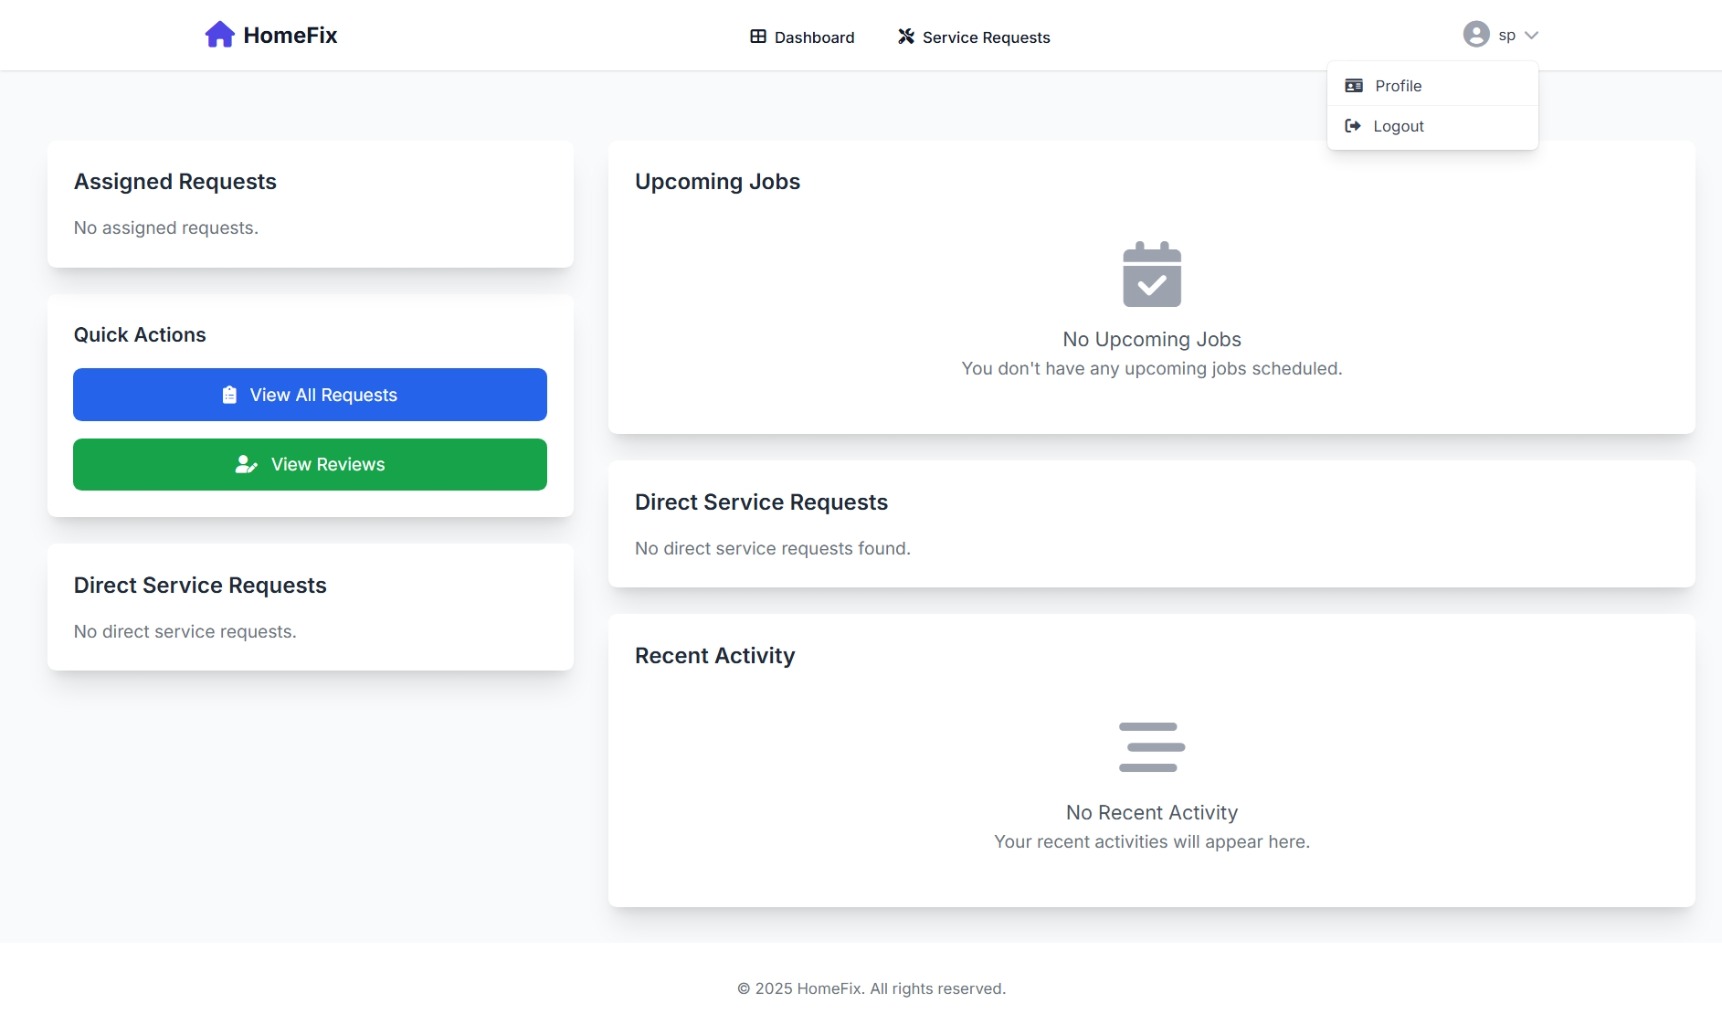 HomeFix
Dashboard
Service Requests
sp
Profile
Logout
Assigned Requests
No assigned requests.
Quick Actions
View All Requests
View Reviews
Direct Service Requests
No direct service requests.
Upcoming Jobs
No Upcoming Jobs
You don't have any upcoming jobs scheduled.
Direct Service Requests
No direct service requests found.
Recent Activity
No Recent Activity
Your recent activities will appear here.
© 2025 HomeFix. All rights reserved.